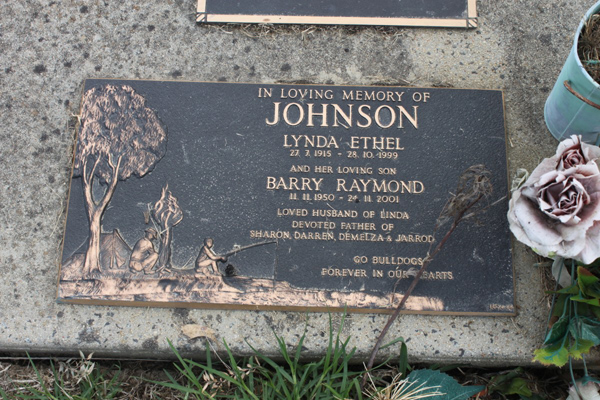 IN LOVING MEMORY OF
JOHNSON
LYNDA ETHEL
27. 7. 1915 - 28. 10. 1999
AND HER LOVING SON
BARRY RAYMOND
11. 11. 1950 - 24. 11. 2001
LOVED HUSBAND OF LINDA
DEVOTED FATHER OF
SHARON, DARREN, DEMELZA & JARROD
GO BULLDOGS
FOREVER IN OUR HEARTS